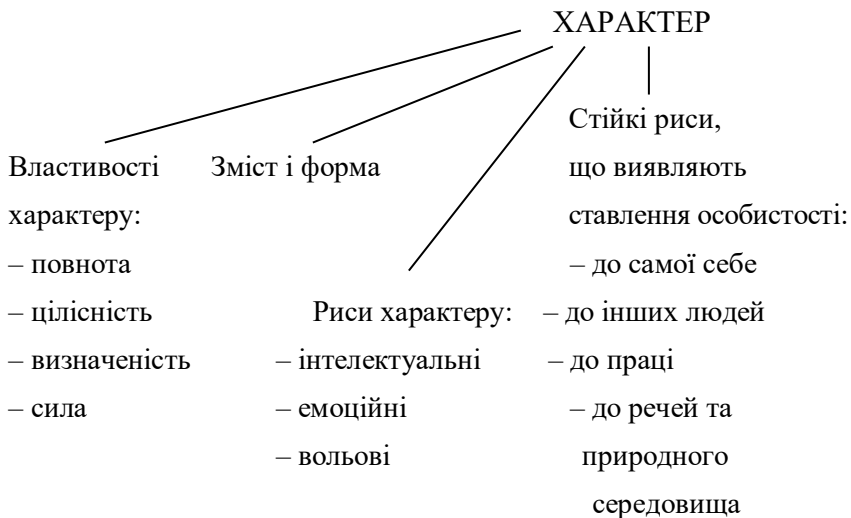 ХАРАКТЕР
Властивості
характеру:
– повнота
– цілісність
– визначеність
– сила
Зміст і форма
Риси характеру:
– інтелектуальні
– емоційні
– вольові
Стійкі риси,
що виявляють
ставлення особистості:
– до самої себе
– до інших людей
– до праці
– до речей та
природного
середовища